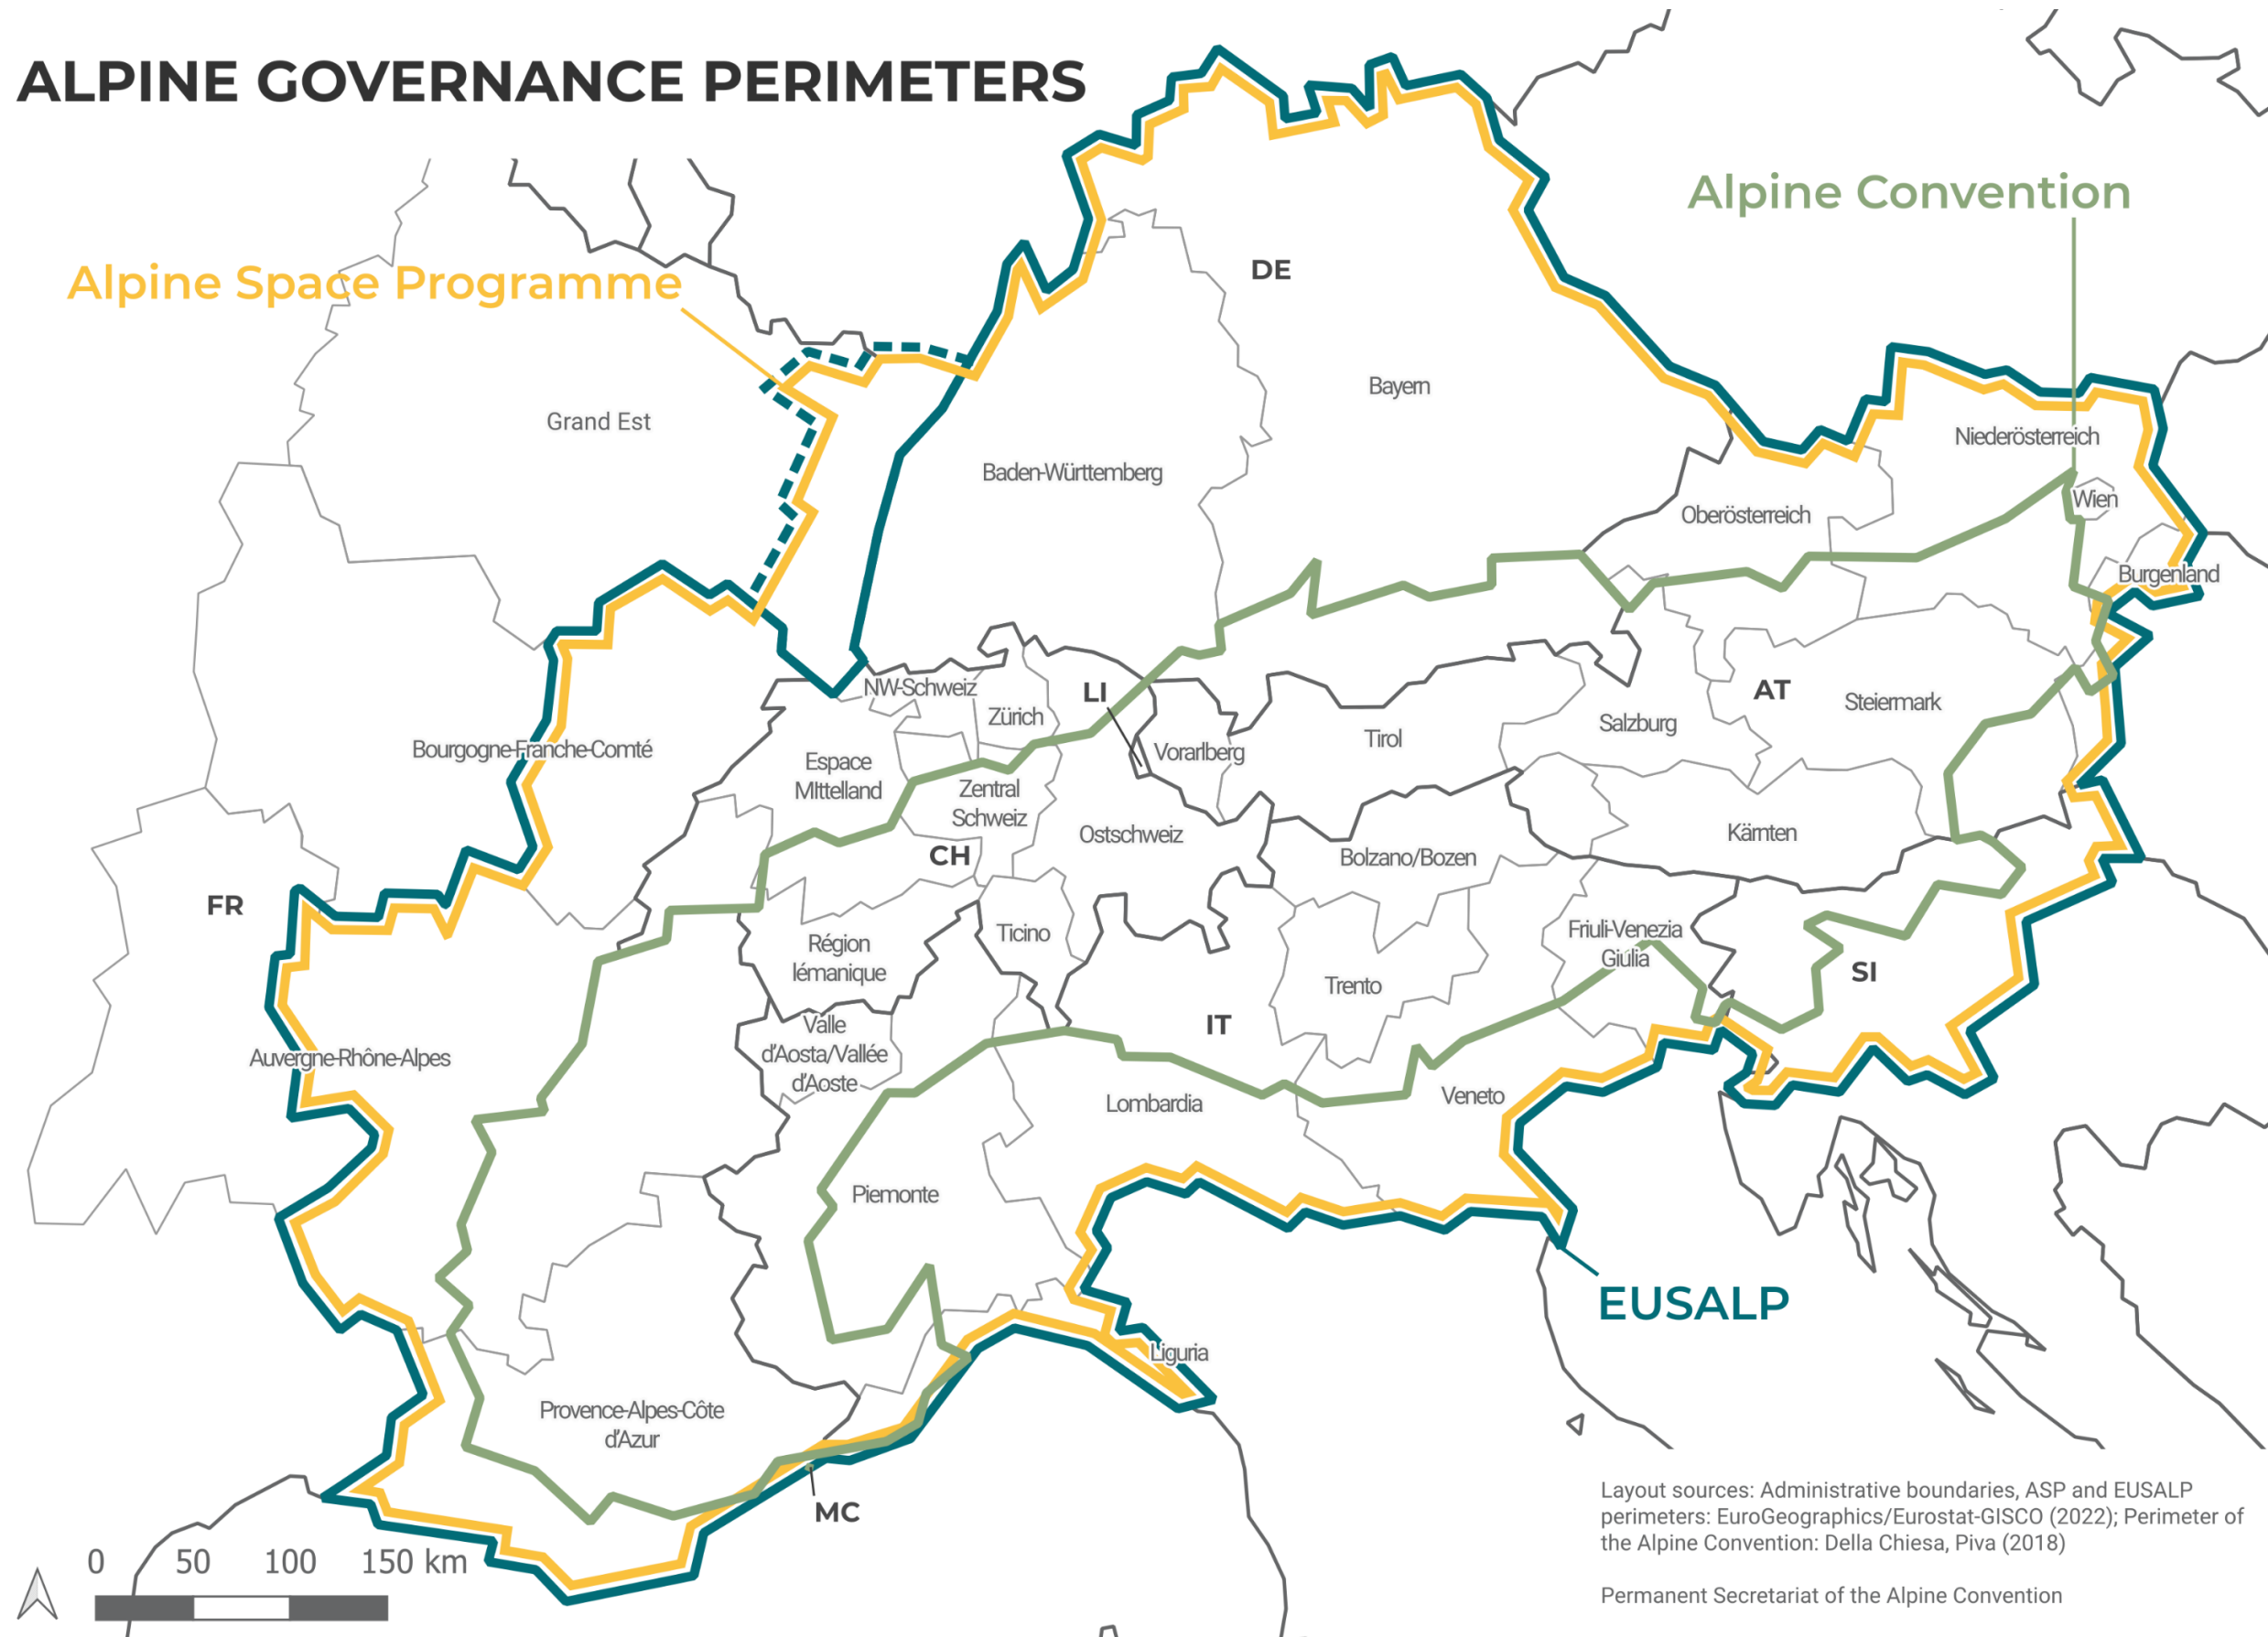 ALPINE GOVERNANCE PERIMETERS
Alpine Convention
Alpine Space Programme
DE
Bayern
Grand Est
Niederösterreich
Baden-Württemberg
Wien
Oberösterreich
Burgenland
NW-Schweiz
LI
AT
Steiermark
Zürich
Salzburg
Tirol
Bourgogne-Franche-Comté
Vorarlberg
Espace
MIttelland
Zentral
Schweiz
Ostschweiz
Kärnten
CH
Bolzano/Bozen
FR
Friuli-Venezia
Giulia
Ticino
Région
lémanique
SI
Trento
IT
Valle
d'Aosta/Vallée
d'Aoste
Auvergne-Rhône-Alpes
Veneto
Lombardia
Piemonte
EUSALP
Liguria
Provence-Alpes-Côte
d'Azur
MC
0 50 100 150 km
Layout sources: Administrative boundaries, ASP and EUSALP
perimeters: EuroGeographics/Eurostat-GISCO (2022); Perimeter of
the Alpine Convention: Della Chiesa, Piva (2018)
Permanent Secretariat of the Alpine Convention